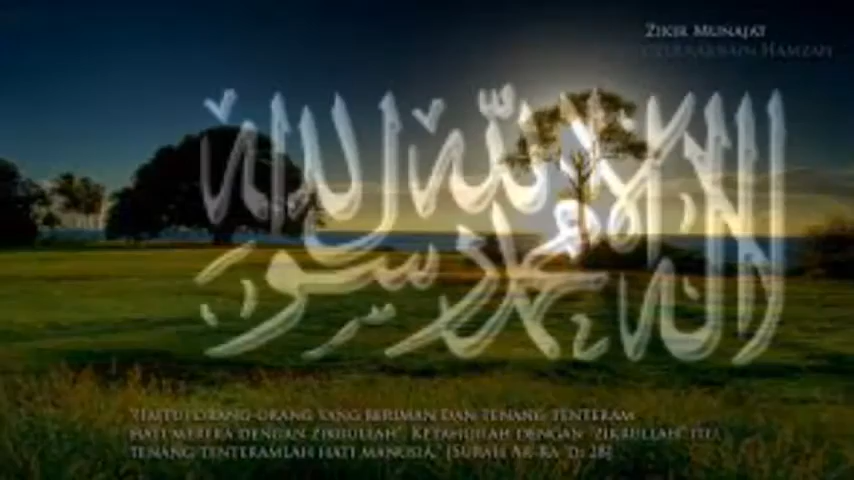 ZIKIR MUNAJAT
HAMZAH
لا إله إلا الله محمد رسول الله
"(IAITU) ORANG-ORANG YANG BERIMAN DAN TENANG TENTERAM
HATI MEREKA DENGAN ZIKRULLAH". KETAHUILAH DENGAN "ZIKRULLAH" ITU,
TENANG TENTERAMLAH HATI MANUSIA." [SURAH AR-RA 'D: 28]